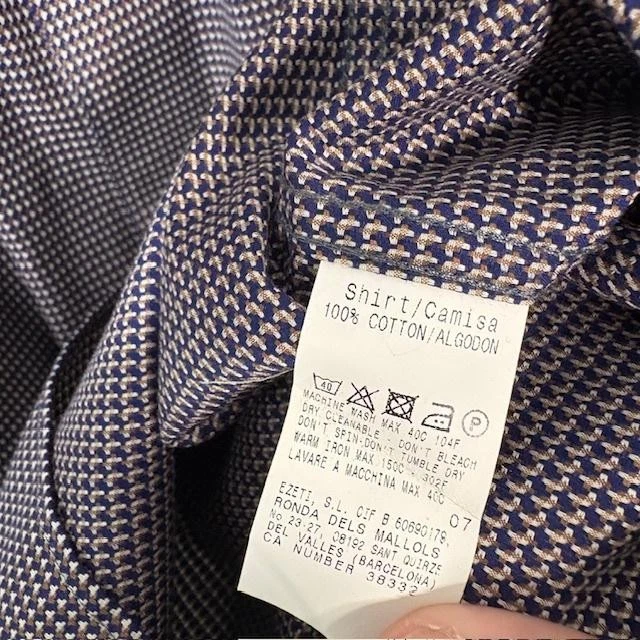 Shirt/Camisa
100% COTTON/ALGODON
40 P
MACHINE WASH MAX 40C 104F
DRY CLEANABLE - DON'T BLEACH
DON'T SPIN-DON'T TUMBLE DRY
WARM IRON MAX 150C - 302F
LAVARE A MACCHINA MAX 40C
07
EZETI, S.L. CIF B 60690179,
RONDA DELS MALLOLS
No 23-27, 08192 SANT QUIRZE
DEL VALLES (BARCELONA)
CA NUMBER 38332